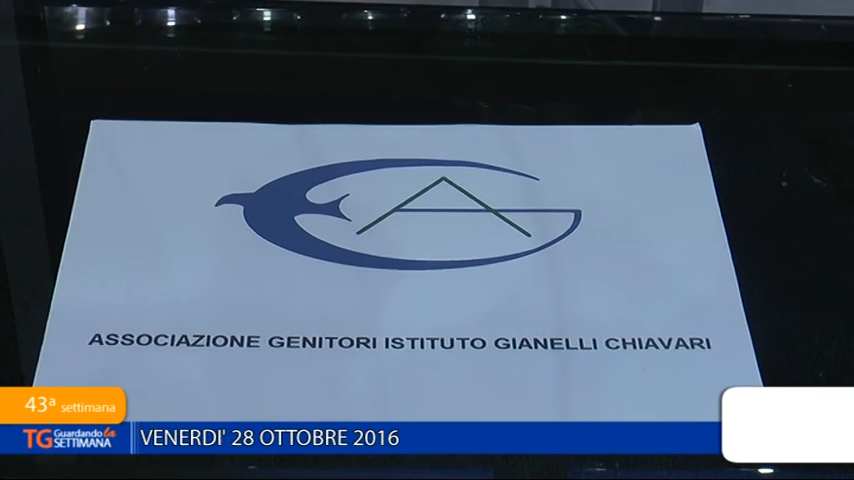 ASSOCIAZIONE GENITORI ISTITUTO GIANELLI CHIAVARI
43ª settimana
TG Guardando la SETTIMANA
VENERDI' 28 OTTOBRE 2016